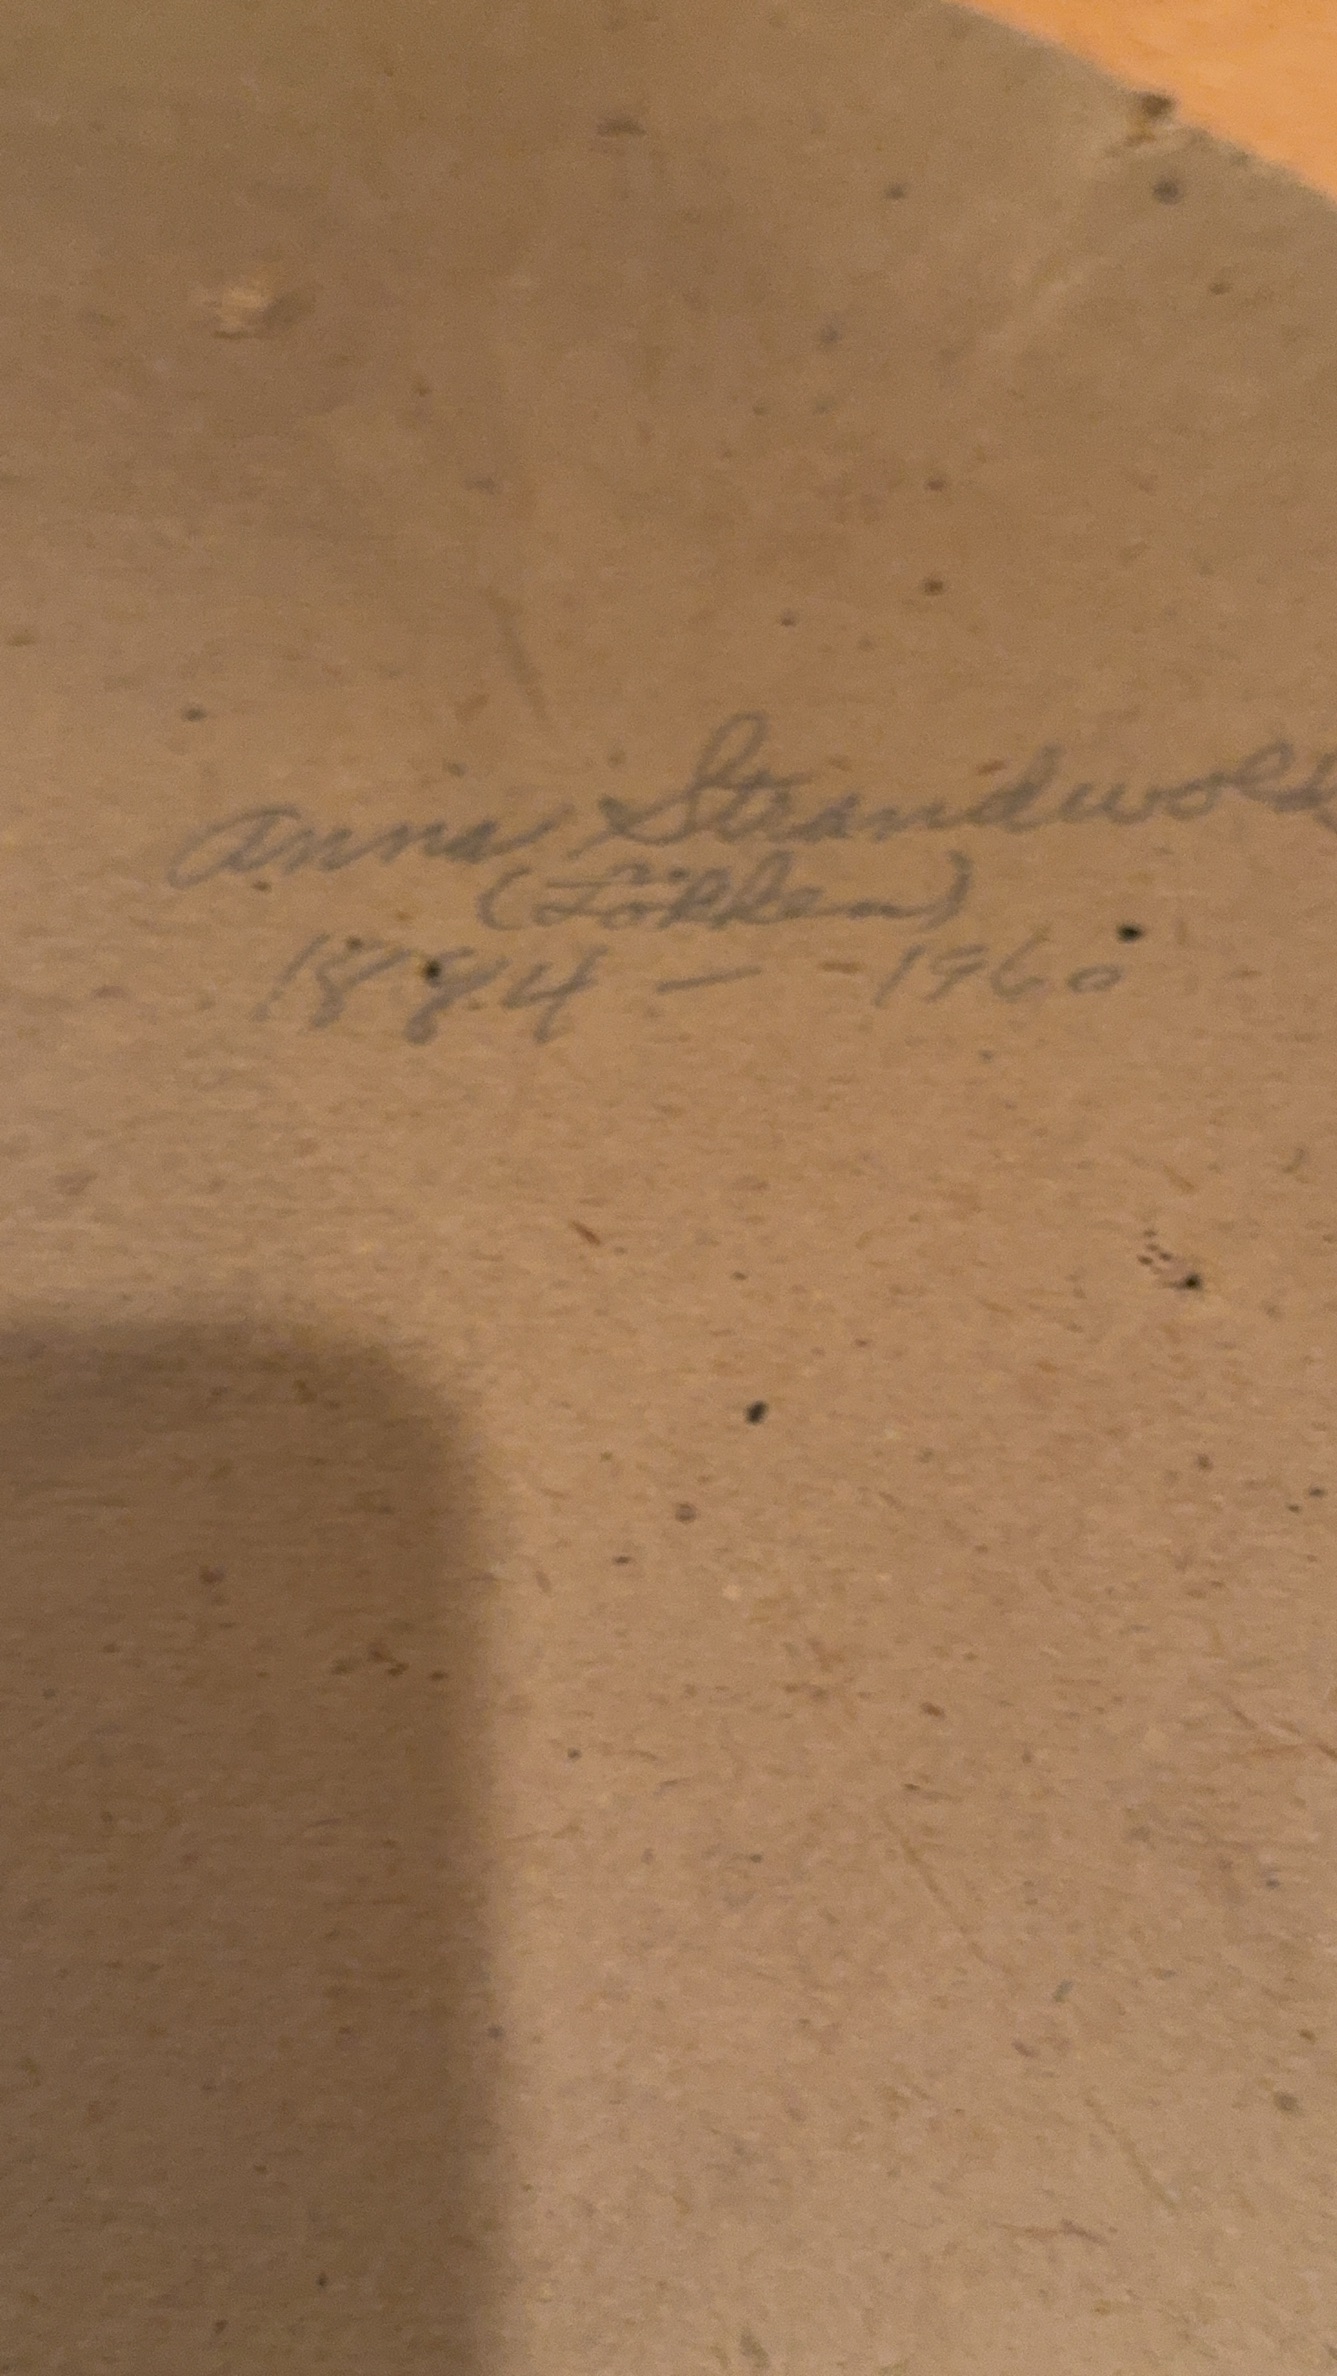 Anna Strandwold
(Lökken)
1884 — 1960